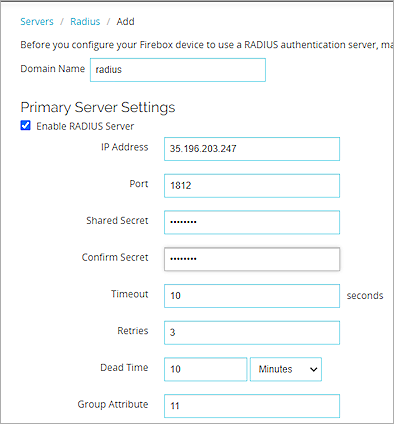 Servers / Radius / Add
Before you configure your Firebox device to use a RADIUS authentication server,
Domain Name radius
Primary Server Settings
Enable RADIUS Server
IP Address 35.196.203.247
Port 1812
Shared Secret ••••••••
Confirm Secret ••••••••
Timeout 10 seconds
Retries 3
Dead Time 10 Minutes
Group Attribute 11